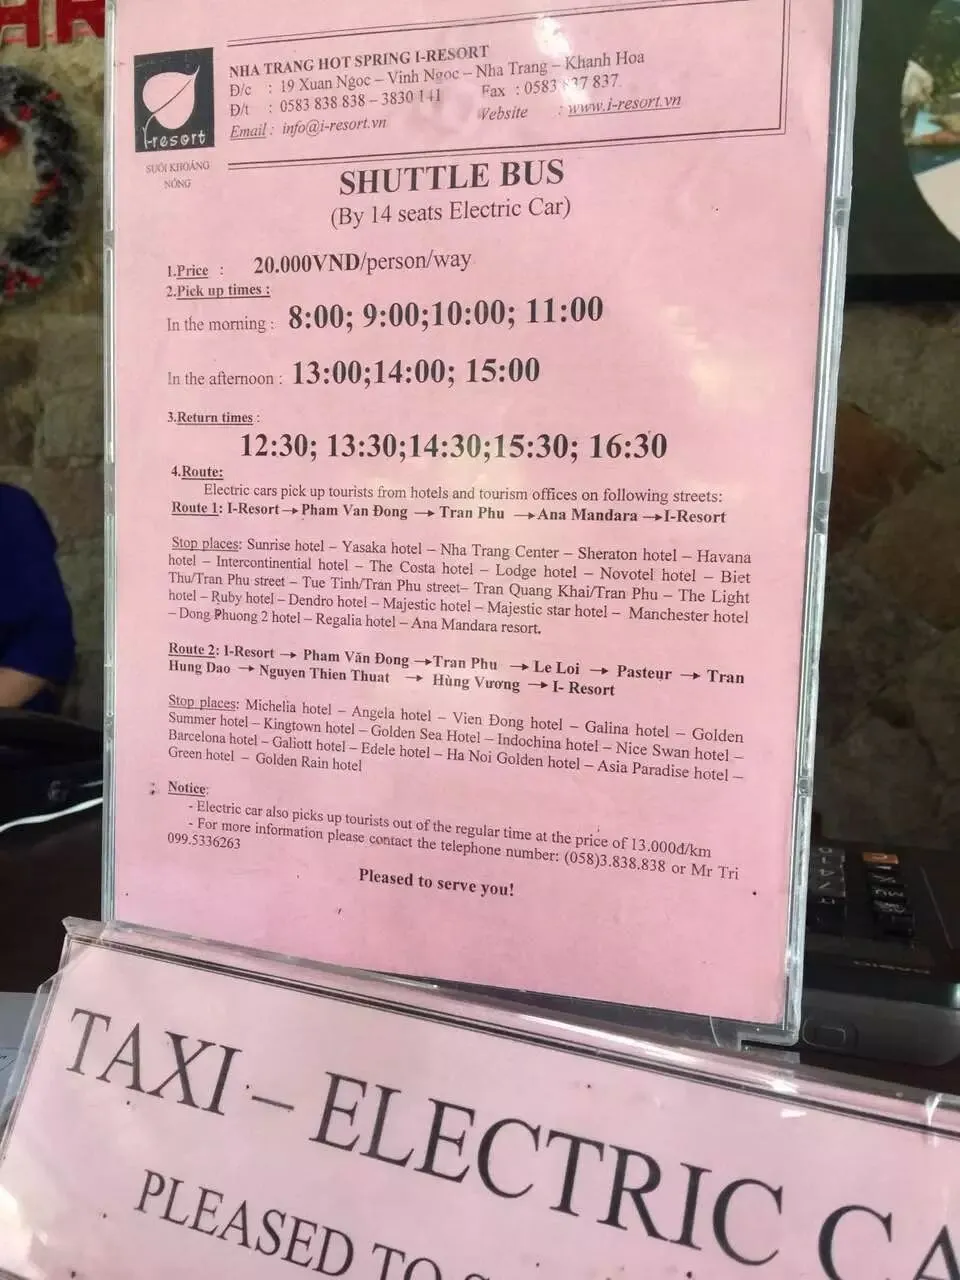 HR
NHA TRANG HOT SPRING I-RESORT
Đ/c : 19 Xuan Ngoc – Vinh Ngoc – Nha Trang – Khanh Hoa
Đ/t : 0583 838 838 – 3830 141 Fax : 0583 837 837.
Email : info@i-resort.vn Website : www.i-resort.vn
I-resort
SUỐI KHOÁNG
NÓNG
SHUTTLE BUS
(By 14 seats Electric Car)
1.Price : 20.000VND/person/way
2.Pick up times :
In the morning : 8:00; 9:00;10:00; 11:00
In the afternoon : 13:00;14:00; 15:00
3.Return times :
12:30; 13:30;14:30;15:30; 16:30
4.Route:
Electric cars pick up tourists from hotels and tourism offices on following streets:
Route 1: I-Resort → Pham Van Đong → Tran Phu → Ana Mandara → I-Resort
Stop places: Sunrise hotel – Yasaka hotel – Nha Trang Center – Sheraton hotel – Havana
hotel – Intercontinental hotel – The Costa hotel – Lodge hotel – Novotel hotel – Biet
Thu/Tran Phu street – Tue Tinh/Tran Phu street– Tran Quang Khai/Tran Phu – The Light
hotel – Ruby hotel – Dendro hotel – Majestic hotel – Majestic star hotel – Manchester hotel
– Dong Phuong 2 hotel – Regalia hotel – Ana Mandara resort.
Route 2: I-Resort → Pham Văn Đong → Tran Phu → Le Loi → Pasteur → Tran
Hung Dao → Nguyen Thien Thuat → Hùng Vương → I- Resort
Stop places: Michelia hotel – Angela hotel – Vien Đong hotel – Galina hotel – Golden
Summer hotel – Kingtown hotel – Golden Sea Hotel – Indochina hotel – Nice Swan hotel –
Barcelona hotel – Galiott hotel – Edele hotel – Ha Noi Golden hotel – Asia Paradise hotel –
Green hotel – Golden Rain hotel
Notice:
- Electric car also picks up tourists out of the regular time at the price of 13.000đ/km
- For more information please contact the telephone number: (058)3.838.838 or Mr Tri
099.5336263
Pleased to serve you!
TAXI – ELECTRIC CA
PLEASED TO S
CASIO